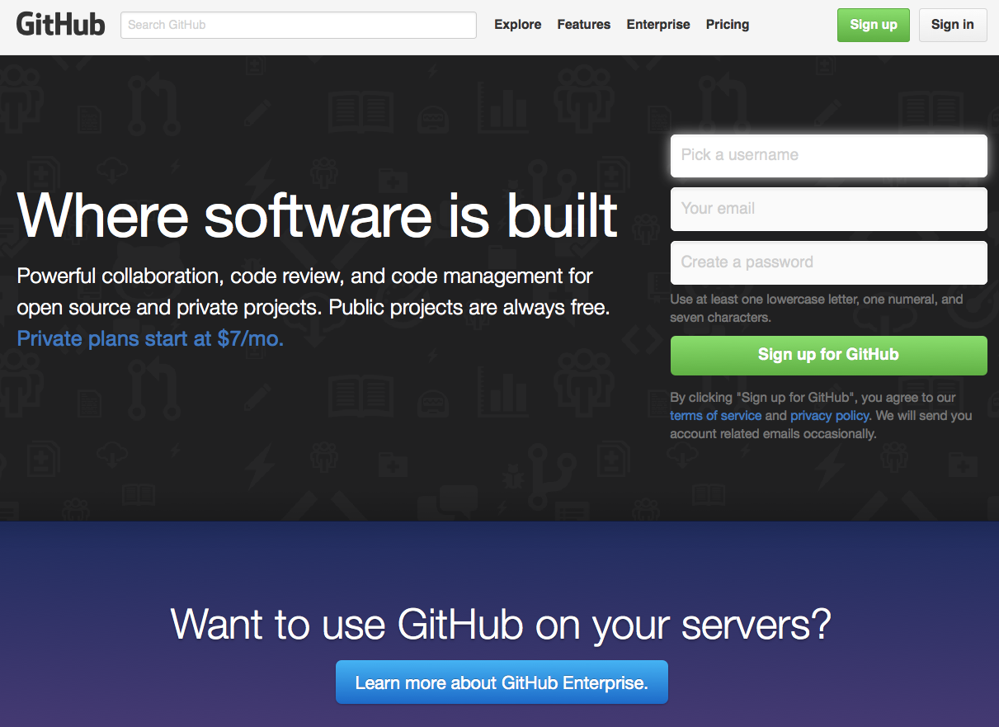 GitHub
Search GitHub
Explore
Features
Enterprise
Pricing
Sign up
Sign in
Where software is built
Powerful collaboration, code review, and code management for
open source and private projects. Public projects are always free.
Private plans start at $7/mo.
Pick a username
Your email
Create a password
Use at least one lowercase letter, one numeral, and
seven characters.
Sign up for GitHub
By clicking "Sign up for GitHub", you agree to our
terms of service and privacy policy. We will send you
account related emails occasionally.
Want to use GitHub on your servers?
Learn more about GitHub Enterprise.